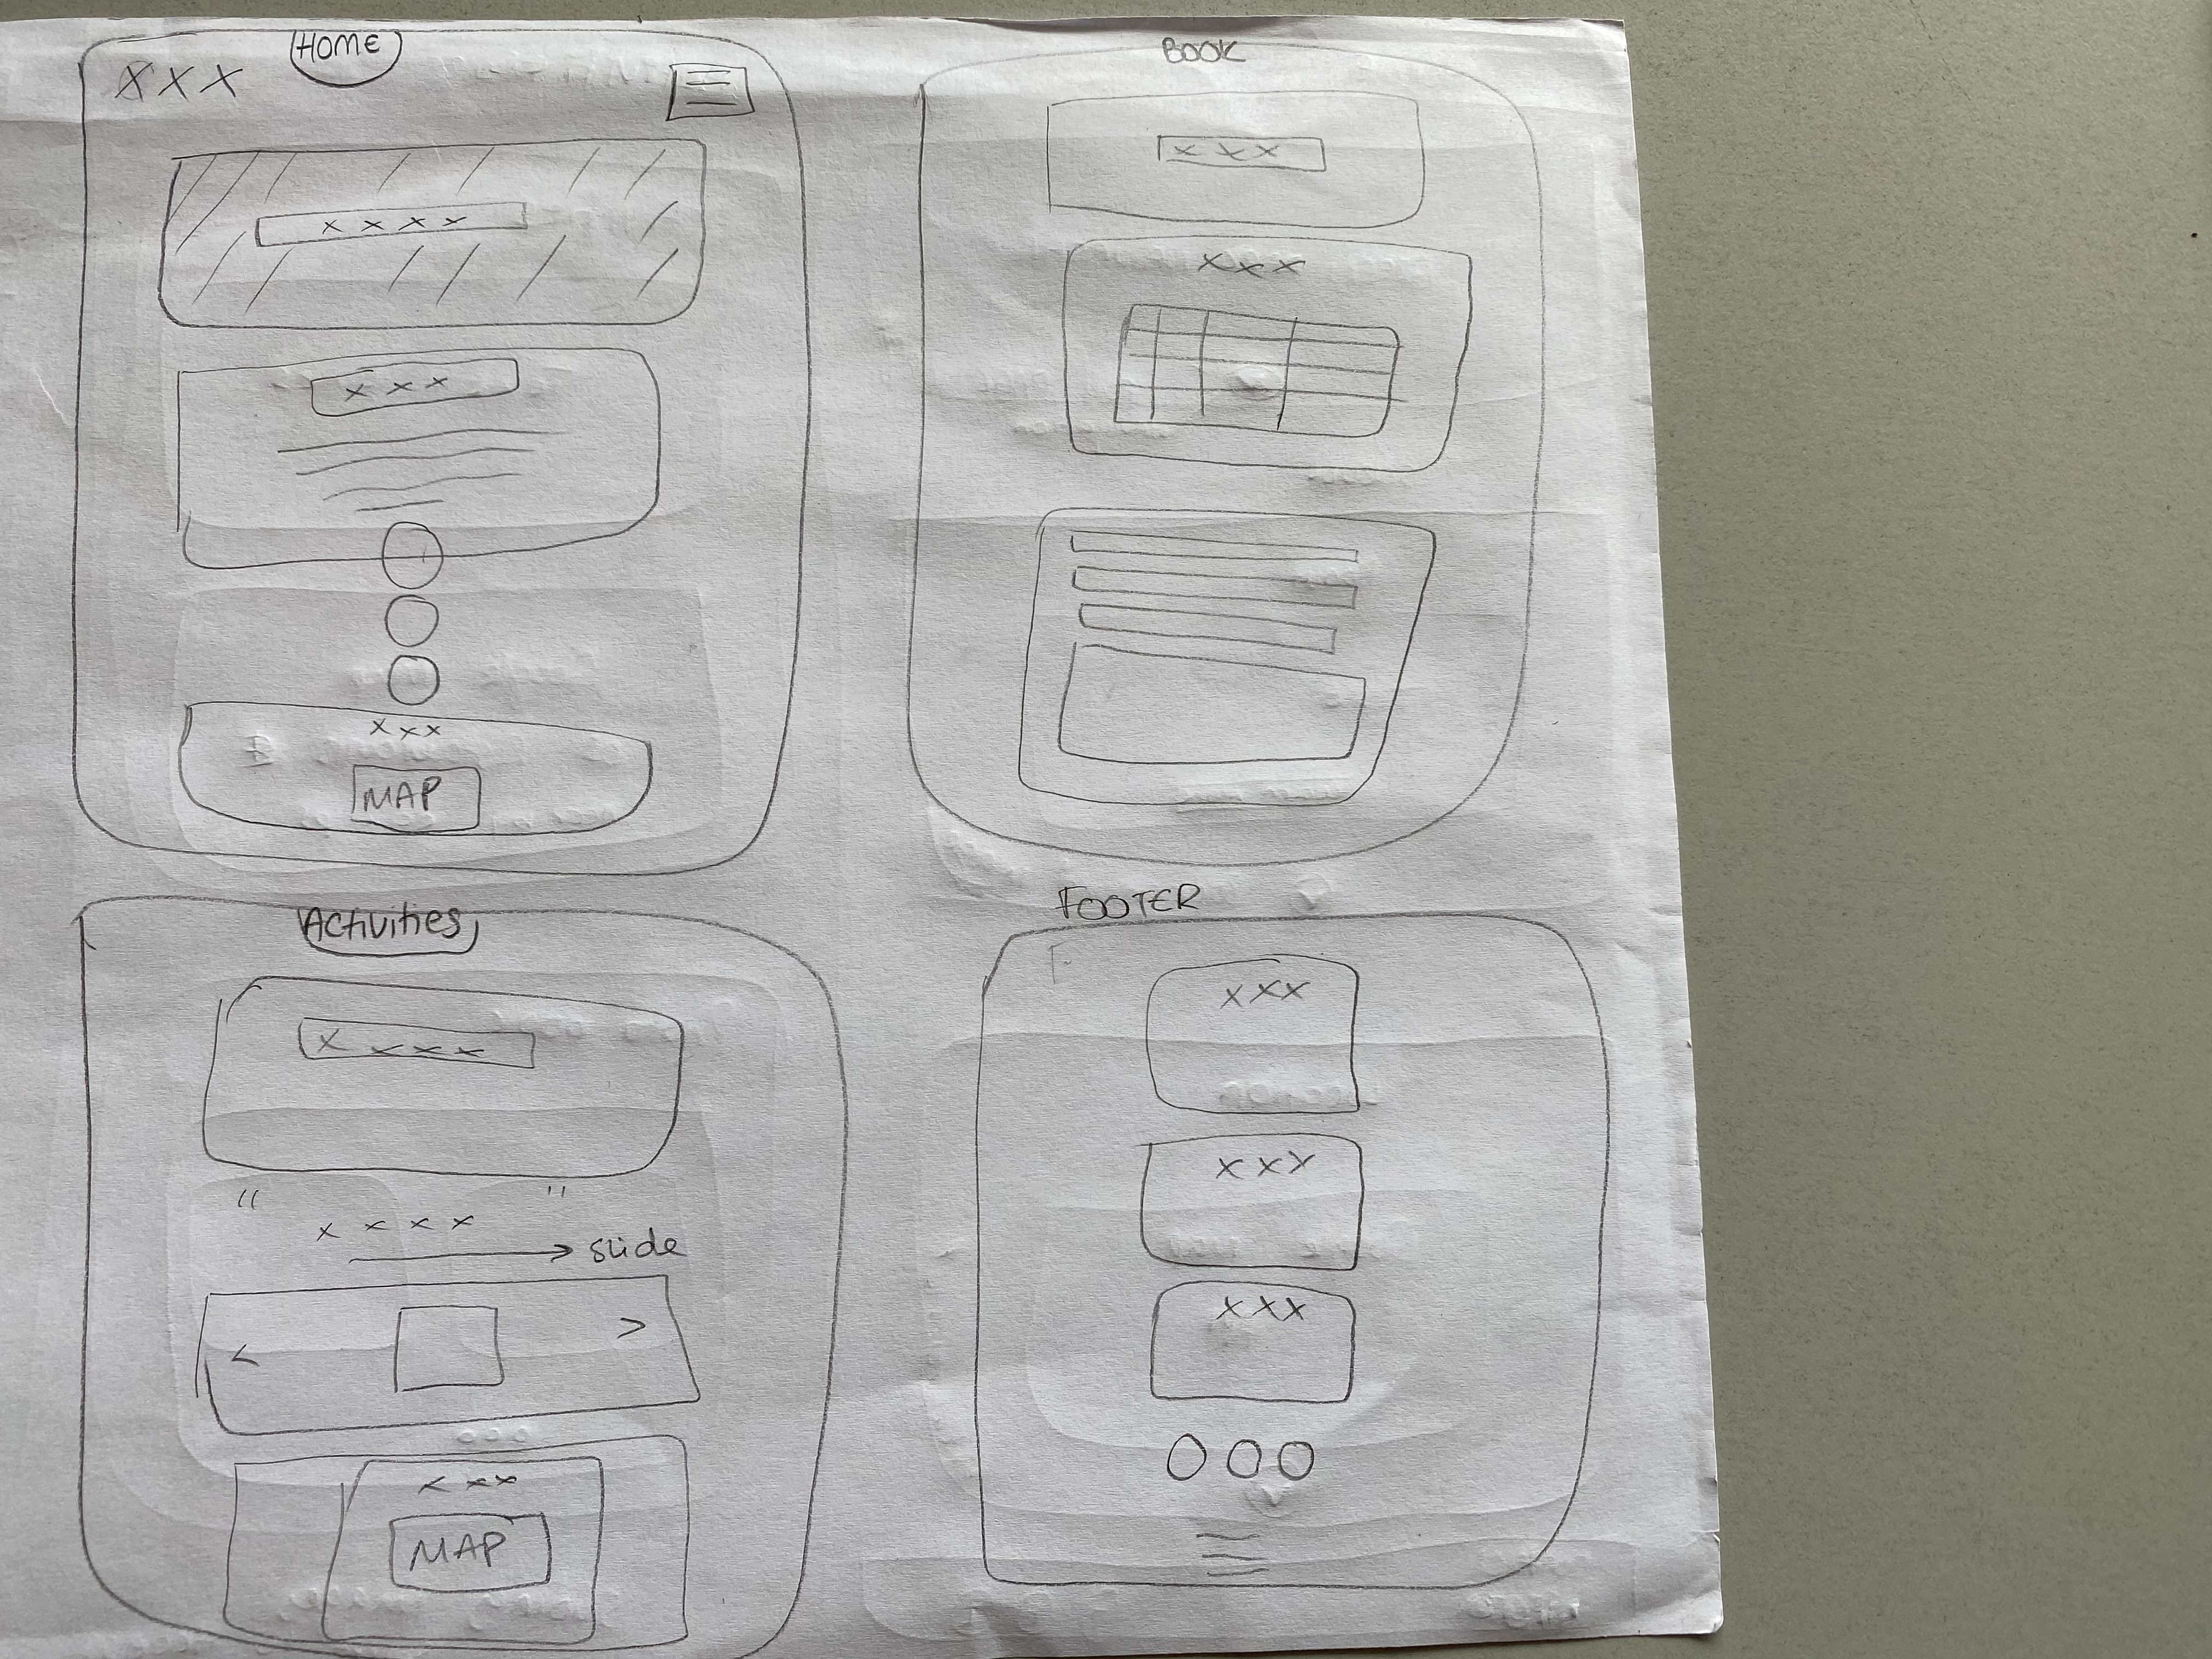 HOME
XXX
XXXX
XXX
XXX
MAP
BOOK
XXX
XXX
Activities
XXXX
" XXXX "
→ slide
< >
XXX
MAP
FOOTER
XXX
XXX
XXX